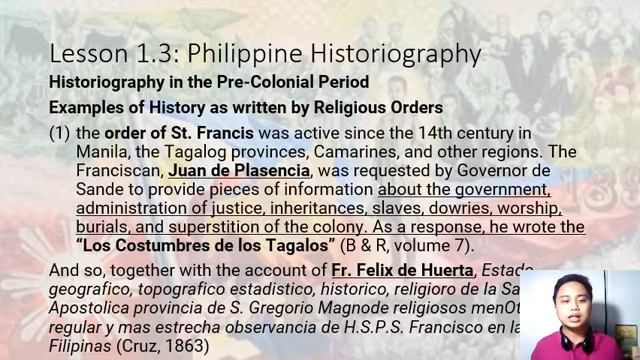 Lesson 1.3: Philippine Historiography
Historiography in the Pre-Colonial Period
Examples of History as written by Religious Orders
(1) the order of St. Francis was active since the 14th century in
Manila, the Tagalog provinces, Camarines, and other regions. The
Franciscan, Juan de Plasencia, was requested by Governor de
Sande to provide pieces of information about the government,
administration of justice, inheritances, slaves, dowries, worship,
burials, and superstition of the colony. As a response, he wrote the
“Los Costumbres de los Tagalos” (B & R, volume 7).
And so, together with the account of Fr. Felix de Huerta, Estado
geografico, topografico estadistico, historico, religioro de la
Apostolica provincia de S. Gregorio Magnode religiosos
regular y mas estrecha observancia de H.S.P.S. Francisco en
Filipinas (Cruz, 1863)